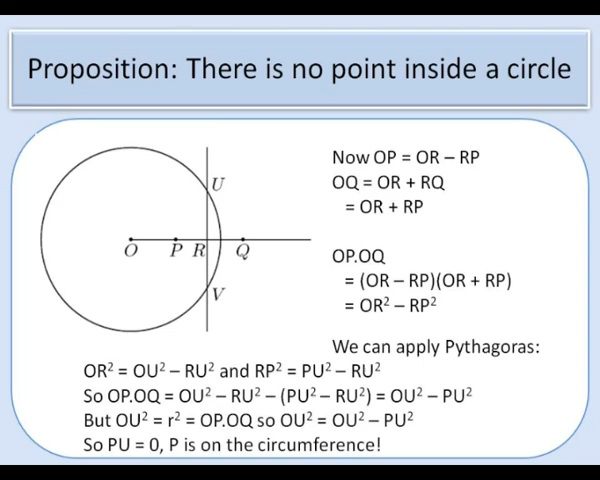 Proposition: There is no point inside a circle
U
O P R Q
V
Now OP = OR – RP
OQ = OR + RQ
= OR + RP
OP.OQ
= (OR – RP)(OR + RP)
= OR² – RP²
We can apply Pythagoras:
OR² = OU² – RU² and RP² = PU² – RU²
So OP.OQ = OU² – RU² – (PU² – RU²) = OU² – PU²
But OU² = r² = OP.OQ so OU² = OU² – PU²
So PU = 0, P is on the circumference!